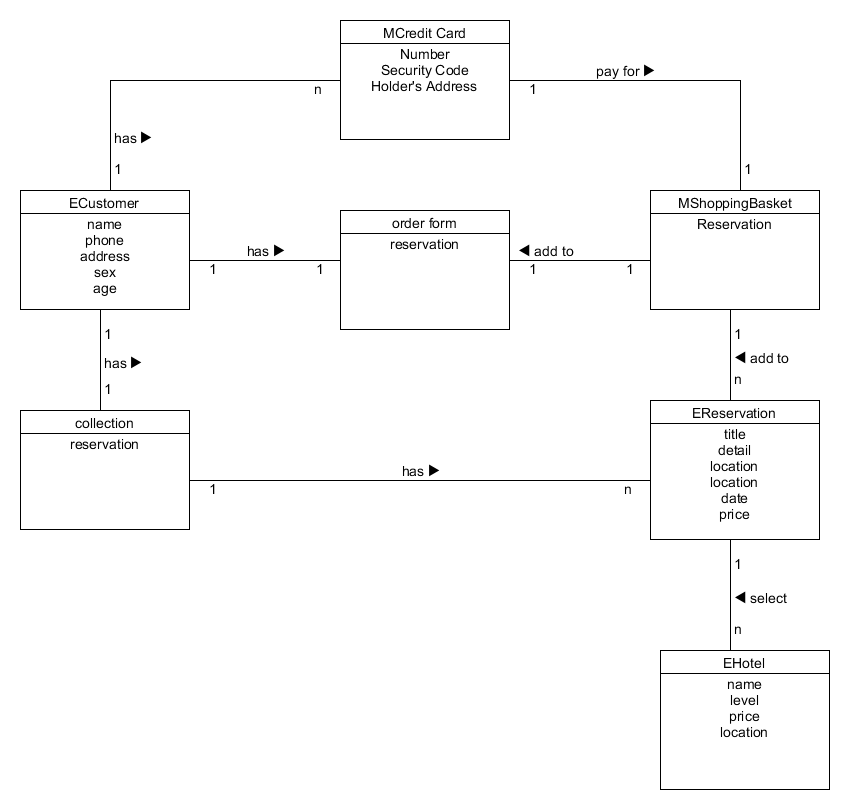 MCredit Card
Number
Security Code
Holder's Address
pay for ▶
n
1
has ▶
1
1
ECustomer
name
phone
address
sex
age
order form
reservation
MShoppingBasket
Reservation
has ▶
1
1
◀ add to
1
1
1
has ▶
1
1
◀ add to
n
collection
reservation
has ▶
1
n
EReservation
title
detail
location
location
date
price
1
◀ select
n
EHotel
name
level
price
location